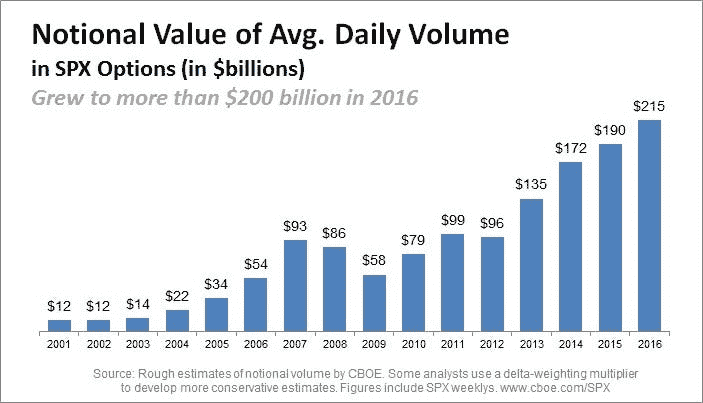 Notional Value of Avg. Daily Volume
in SPX Options (in $billions)
Grew to more than $200 billion in 2016
$12 $12 $14 $22 $34 $54 $93 $86 $58 $79 $99 $96 $135 $172 $190 $215
2001 2002 2003 2004 2005 2006 2007 2008 2009 2010 2011 2012 2013 2014 2015 2016
Source: Rough estimates of notional volume by CBOE. Some analysts use a delta-weighting multiplier
to develop more conservative estimates. Figures include SPX weeklys. www.cboe.com/SPX